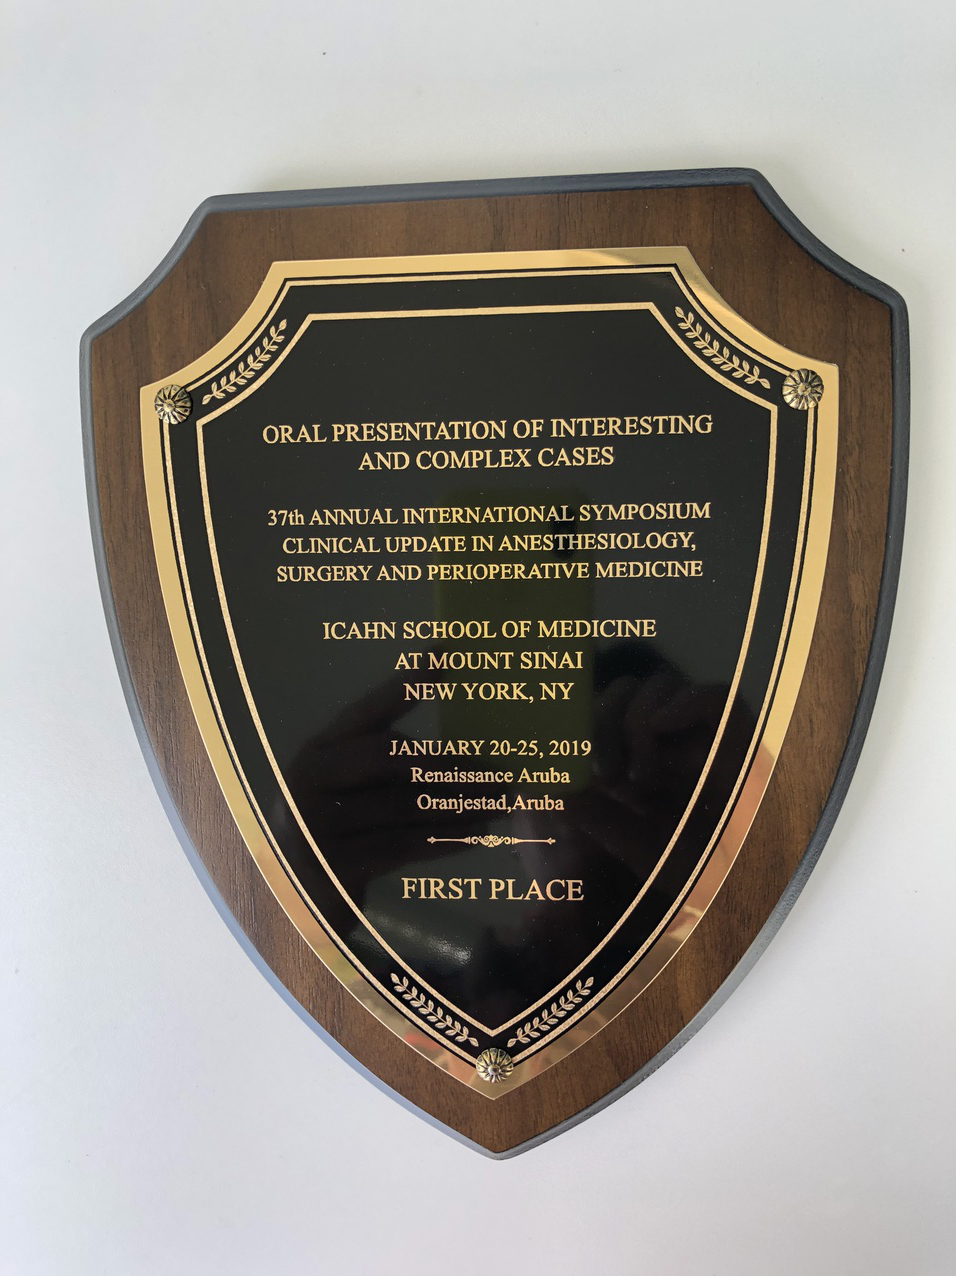 ORAL PRESENTATION OF INTERESTING
AND COMPLEX CASES
37th ANNUAL INTERNATIONAL SYMPOSIUM
CLINICAL UPDATE IN ANESTHESIOLOGY,
SURGERY AND PERIOPERATIVE MEDICINE
ICAHN SCHOOL OF MEDICINE
AT MOUNT SINAI
NEW YORK, NY
JANUARY 20-25, 2019
Renaissance Aruba
Oranjestad,Aruba
FIRST PLACE